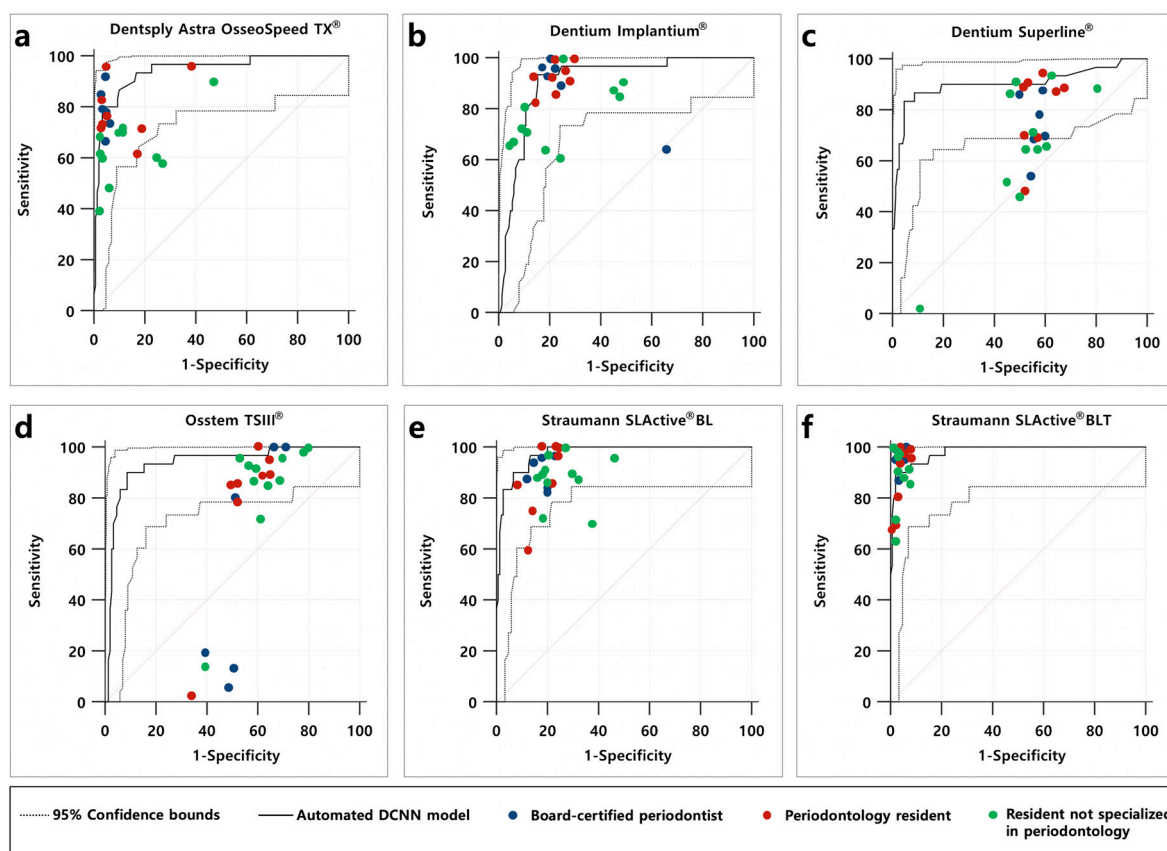 a
Dentsply Astra OsseoSpeed TX®
Sensitivity
100
80
60
40
20
0
0 20 40 60 80 100
1-Specificity
b
Dentium Implantium®
Sensitivity
100
80
60
40
20
0
0 20 40 60 80 100
1-Specificity
c
Dentium Superline®
Sensitivity
100
80
60
40
20
0
0 20 40 60 80 100
1-Specificity
d
Osstem TSIII®
Sensitivity
100
80
60
40
20
0
0 20 40 60 80 100
1-Specificity
e
Straumann SLActive®BL
Sensitivity
100
80
60
40
20
0
0 20 40 60 80 100
1-Specificity
f
Straumann SLActive®BLT
Sensitivity
100
80
60
40
20
0
0 20 40 60 80 100
1-Specificity
95% Confidence bounds
Automated DCNN model
Board-certified periodontist
Periodontology resident
Resident not specialized
in periodontology